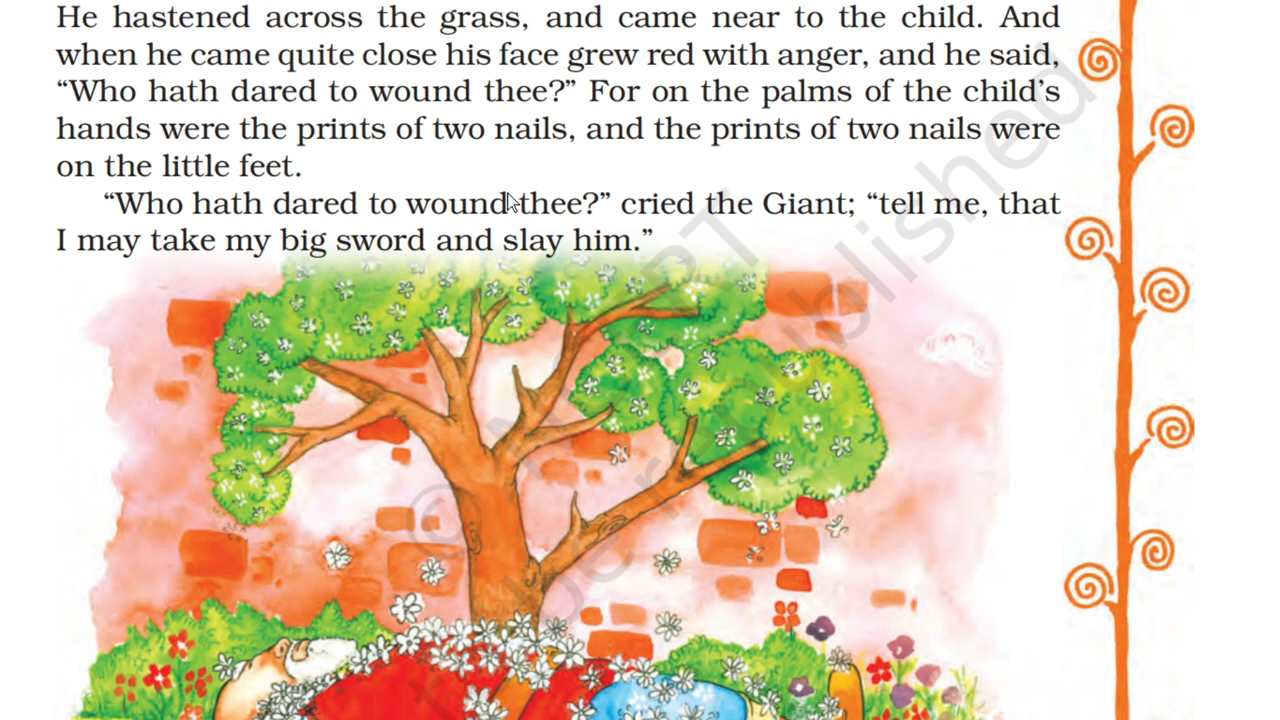 He hastened across the grass, and came near to the child. And
when he came quite close his face grew red with anger, and he said,
“Who hath dared to wound thee?” For on the palms of the child’s
hands were the prints of two nails, and the prints of two nails were
on the little feet.
“Who hath dared to wound thee?” cried the Giant; “tell me, that
I may take my big sword and slay him.”